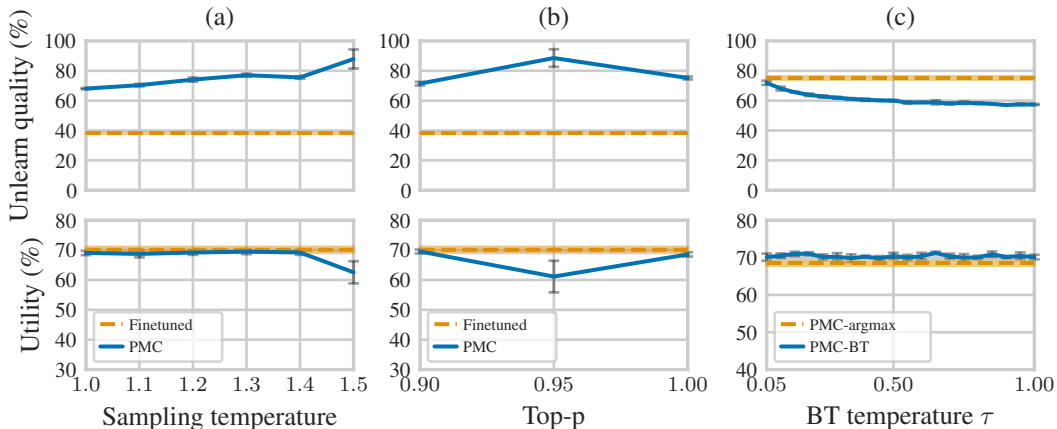 (a)
(b)
(c)
Unlearn quality (%)
100
80
60
40
20
0
100
80
60
40
20
0
100
80
60
40
20
0
Utility (%)
80
70
60
50
40
30
Finetuned
PMC
1.0 1.1 1.2 1.3 1.4 1.5
Sampling temperature
80
70
60
50
40
30
Finetuned
PMC
0.90 0.95 1.00
Top-p
80
70
60
50
40
PMC-argmax
PMC-BT
0.05 0.50 1.00
BT temperature τ